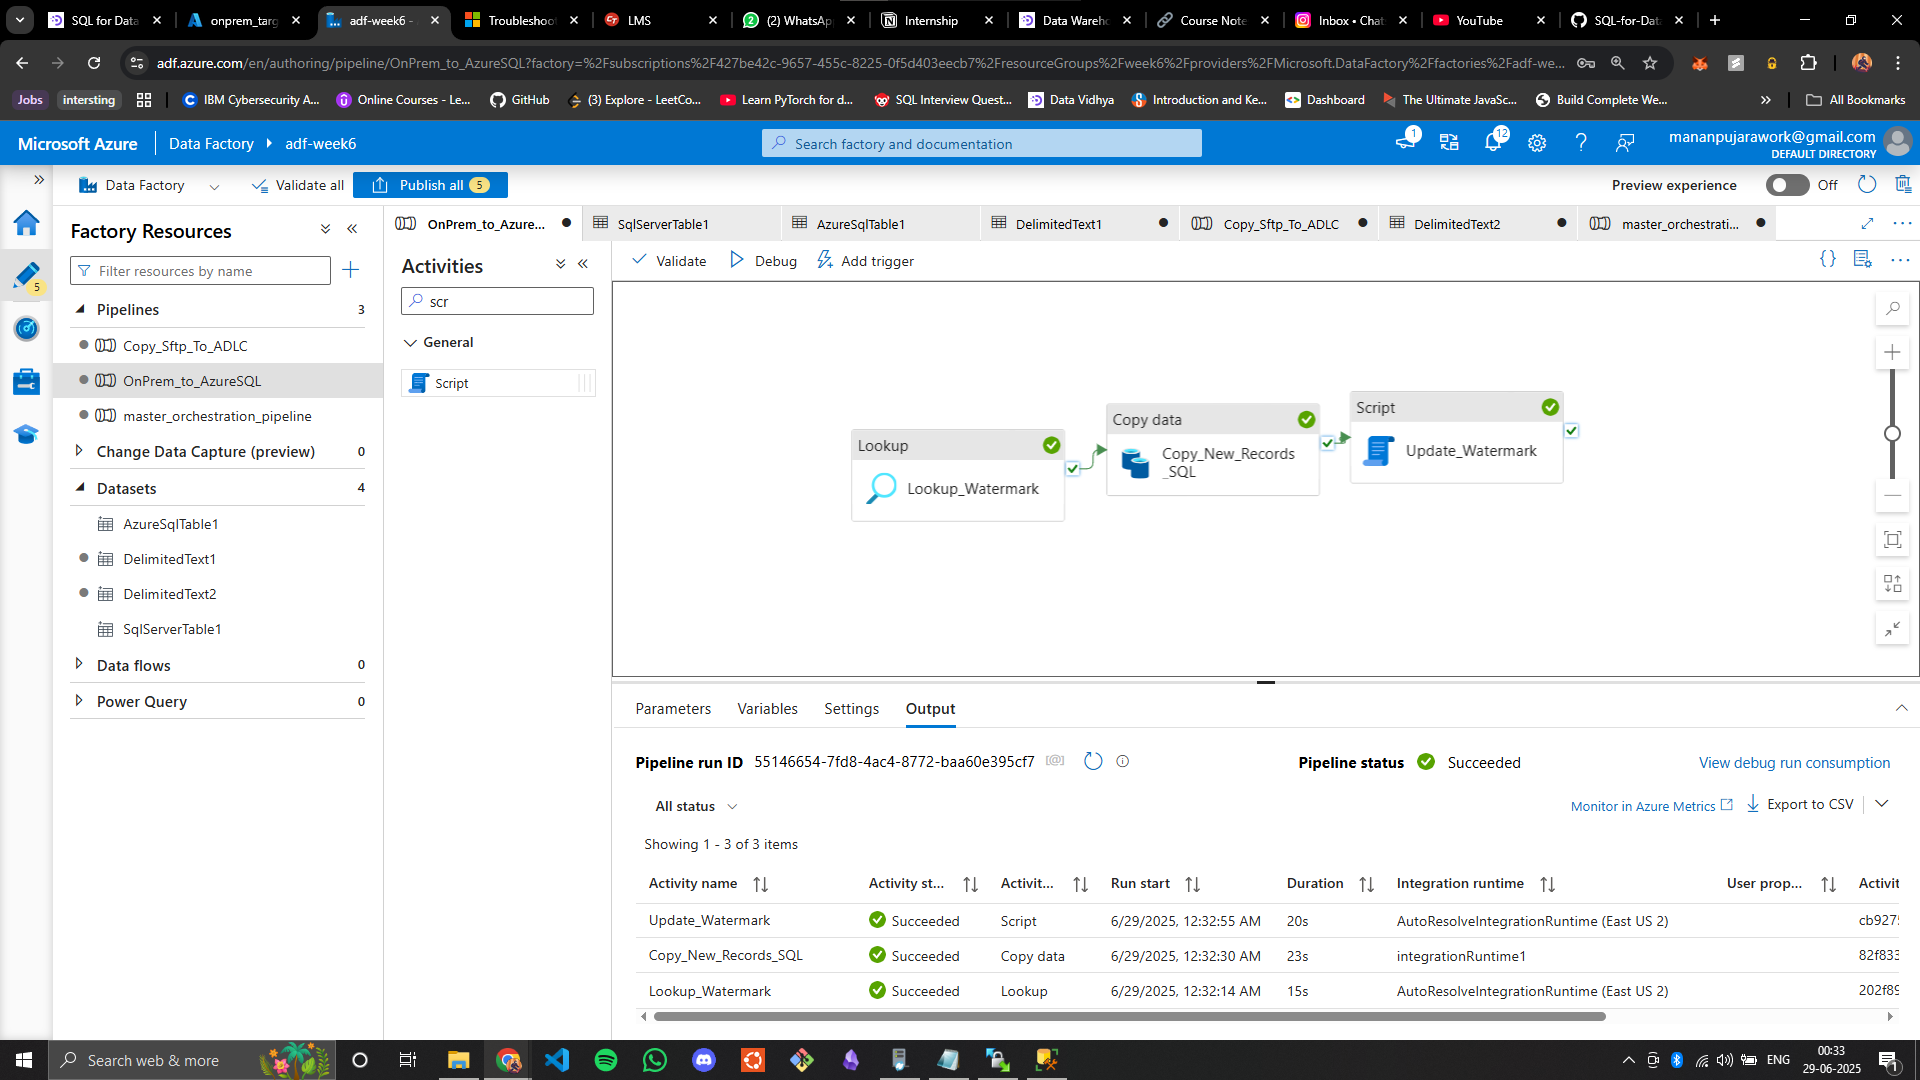 SQL for Data
onprem_targ
adf-week6 -
Troubleshoo
LMS
(2) WhatsAp
Internship
Data Wareh
Course Note
Inbox • Chat
YouTube
SQL-for-Dat
adf.azure.com/en/authoring/pipeline/OnPrem_to_AzureSQL?factory=%2Fsubscriptions%2F427be42c-9657-455c-8225-0f5d403eecb7%2FresourceGroups%2Fweek6%2Fproviders%2FMicrosoft.DataFactory%2Ffactories%2Fadf-we...
Jobs
intersting
IBM Cybersecurity A...
Online Courses - Le...
GitHub
(3) Explore - LeetCo...
Learn PyTorch for d...
SQL Interview Quest...
Data Vidhya
Introduction and Ke...
Dashboard
The Ultimate JavaSc...
Build Complete We...
»
All Bookmarks
Microsoft Azure
Data Factory
adf-week6
Search factory and documentation
1
12
mananpujarawork@gmail.com
DEFAULT DIRECTORY
Data Factory
Validate all
Publish all 5
Preview experience
Off
5
Factory Resources
Filter resources by name
Pipelines 3
Copy_Sftp_To_ADLC
OnPrem_to_AzureSQL
master_orchestration_pipeline
Change Data Capture (preview) 0
Datasets 4
AzureSqlTable1
DelimitedText1
DelimitedText2
SqlServerTable1
Data flows 0
Power Query 0
OnPrem_to_Azure...
SqlServerTable1
AzureSqlTable1
DelimitedText1
Copy_Sftp_To_ADLC
DelimitedText2
master_orchestrati...
Activities
scr
General
Script
Validate
Debug
Add trigger
Lookup
Lookup_Watermark
Copy data
Copy_New_Records
_SQL
Script
Update_Watermark
Parameters Variables Settings Output
Pipeline run ID 55146654-7fd8-4ac4-8772-baa60e395cf7
Pipeline status Succeeded
View debug run consumption
All status
Monitor in Azure Metrics
Export to CSV
Showing 1 - 3 of 3 items
Activity name Activity st... Activit... Run start Duration Integration runtime User prop... Activit
Update_Watermark Succeeded Script 6/29/2025, 12:32:55 AM 20s AutoResolveIntegrationRuntime (East US 2) cb927
Copy_New_Records_SQL Succeeded Copy data 6/29/2025, 12:32:30 AM 23s integrationRuntime1 82f833
Lookup_Watermark Succeeded Lookup 6/29/2025, 12:32:14 AM 15s AutoResolveIntegrationRuntime (East US 2) 202f89
Search web & more
ENG
00:33
29-06-2025
1